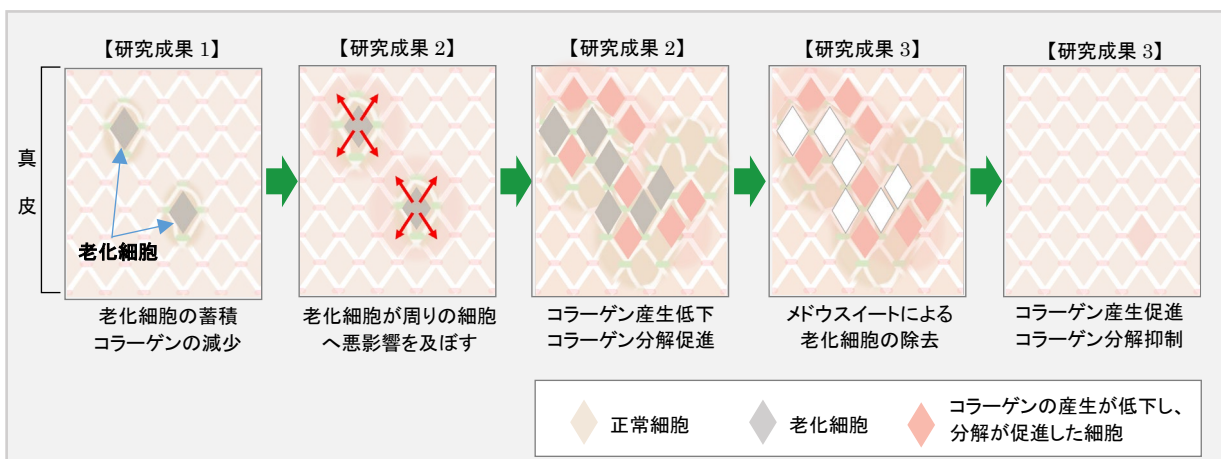 【研究成果 1】
【研究成果 2】
【研究成果 2】
【研究成果 3】
【研究成果 3】
真
皮
老化細胞
老化細胞の蓄積
コラーゲンの減少
老化細胞が周りの細胞
へ悪影響を及ぼす
コラーゲン産生低下
コラーゲン分解促進
メドウスイートによる
老化細胞の除去
コラーゲン産生促進
コラーゲン分解抑制
正常細胞
老化細胞
コラーゲンの産生が低下し、
分解が促進した細胞